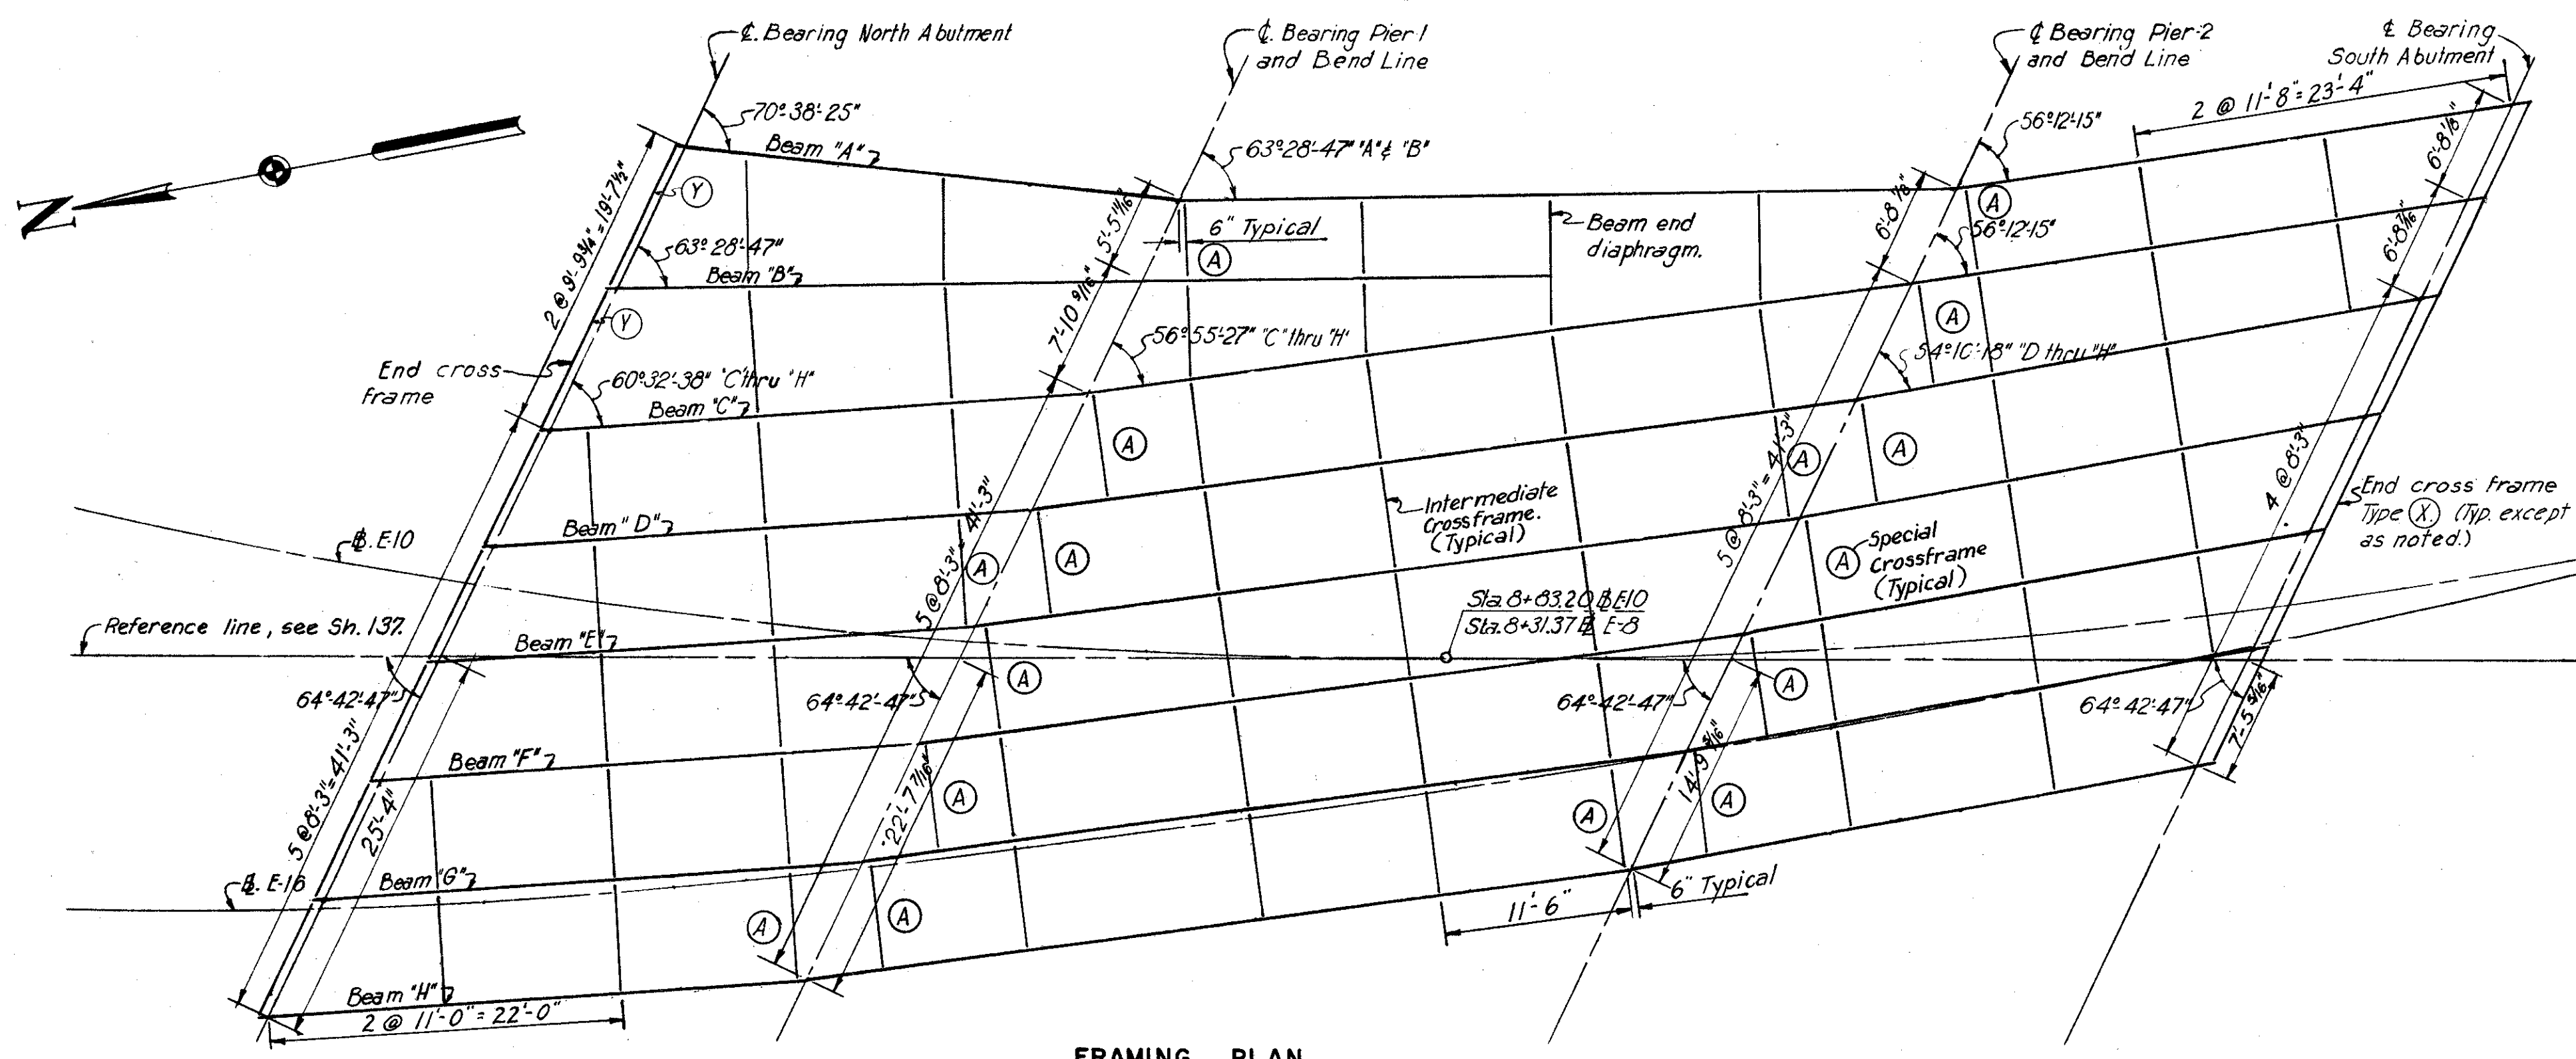 ₵ Bearing North Abutment
₵ Bearing Pier 1
and Bend Line
₵ Bearing Pier 2
and Bend Line
₵ Bearing
South Abutment
2 @ 11'-8"=23'-4"
70°-38'-25"
Beam "A"
63°-28'-47" "A" & "B"
56°-12'-15"
6'-8 1/8"
N
Y
2 @ 9'-9 3/4" = 19'-7 1/2"
63°-28'-47"
Beam "B"
5'-5 11/16"
6" Typical
A
Beam end
diaphragm.
A
56°-12'-15"
6'-8 7/16"
Y
7'-10 9/16"
56°-55'-27" "C" thru "H"
A
54°-10'-18" "D thru "H"
End cross
frame
60°-32'-38" "C thru "H"
Beam "C"
A
A
A
5 @ 8'-3" = 41'-3"
4 @ 8'-3"
End cross frame
Type X. (Typ. except
as noted.)
Intermediate
Crossframe.
(Typical)
5 @ 8'-3" = 41'-3"
Beam "D"
₿. E-10
A
A
A Special
Crossframe
(Typical)
Sta. 8+83.20 ₿ E-10
Sta. 8+31.37 ₿ E-8
Reference line, see Sh. 137.
Beam "E"
64°-42'-47"
64°-42'-47"
A
64°-42'-47"
A
64°-42'-47"
7'-5 5/16"
Beam "F"
22'-7 7/16"
A
14'-9 5/16"
A
A
5 @ 8'-3" = 41'-3"
25'-4"
₿. E-16
Beam "G"
A
A
11'-6"
6" Typical
Beam "H"
2 @ 11'-0" = 22'-0"
FRAMING PLAN